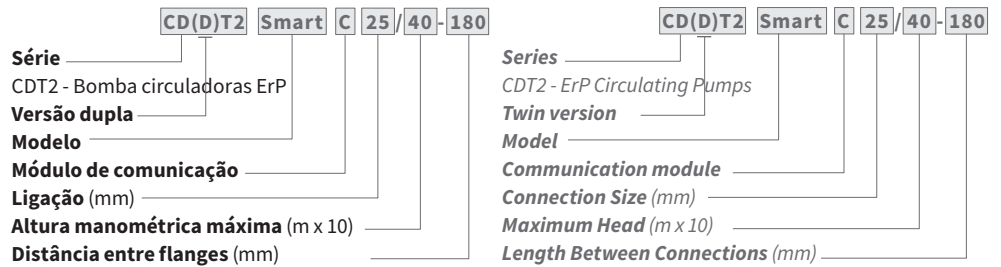 CD(D)T2 Smart C 25/40-180
Série
CDT2 - Bomba circuladoras ErP
Versão dupla
Modelo
Módulo de comunicação
Ligação (mm)
Altura manométrica máxima (m x 10)
Distância entre flanges (mm)
CD(D)T2 Smart C 25/40-180
Series
CDT2 - ErP Circulating Pumps
Twin version
Model
Communication module
Connection Size (mm)
Maximum Head (m x 10)
Length Between Connections (mm)